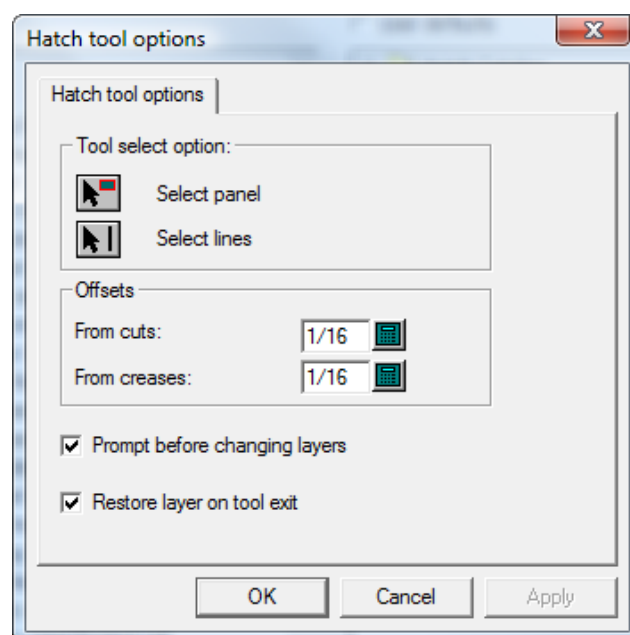 Hatch tool options
Hatch tool options
Tool select option:
Select panel
Select lines
Offsets
From cuts: 1/16
From creases: 1/16
Prompt before changing layers
Restore layer on tool exit
OK Cancel Apply